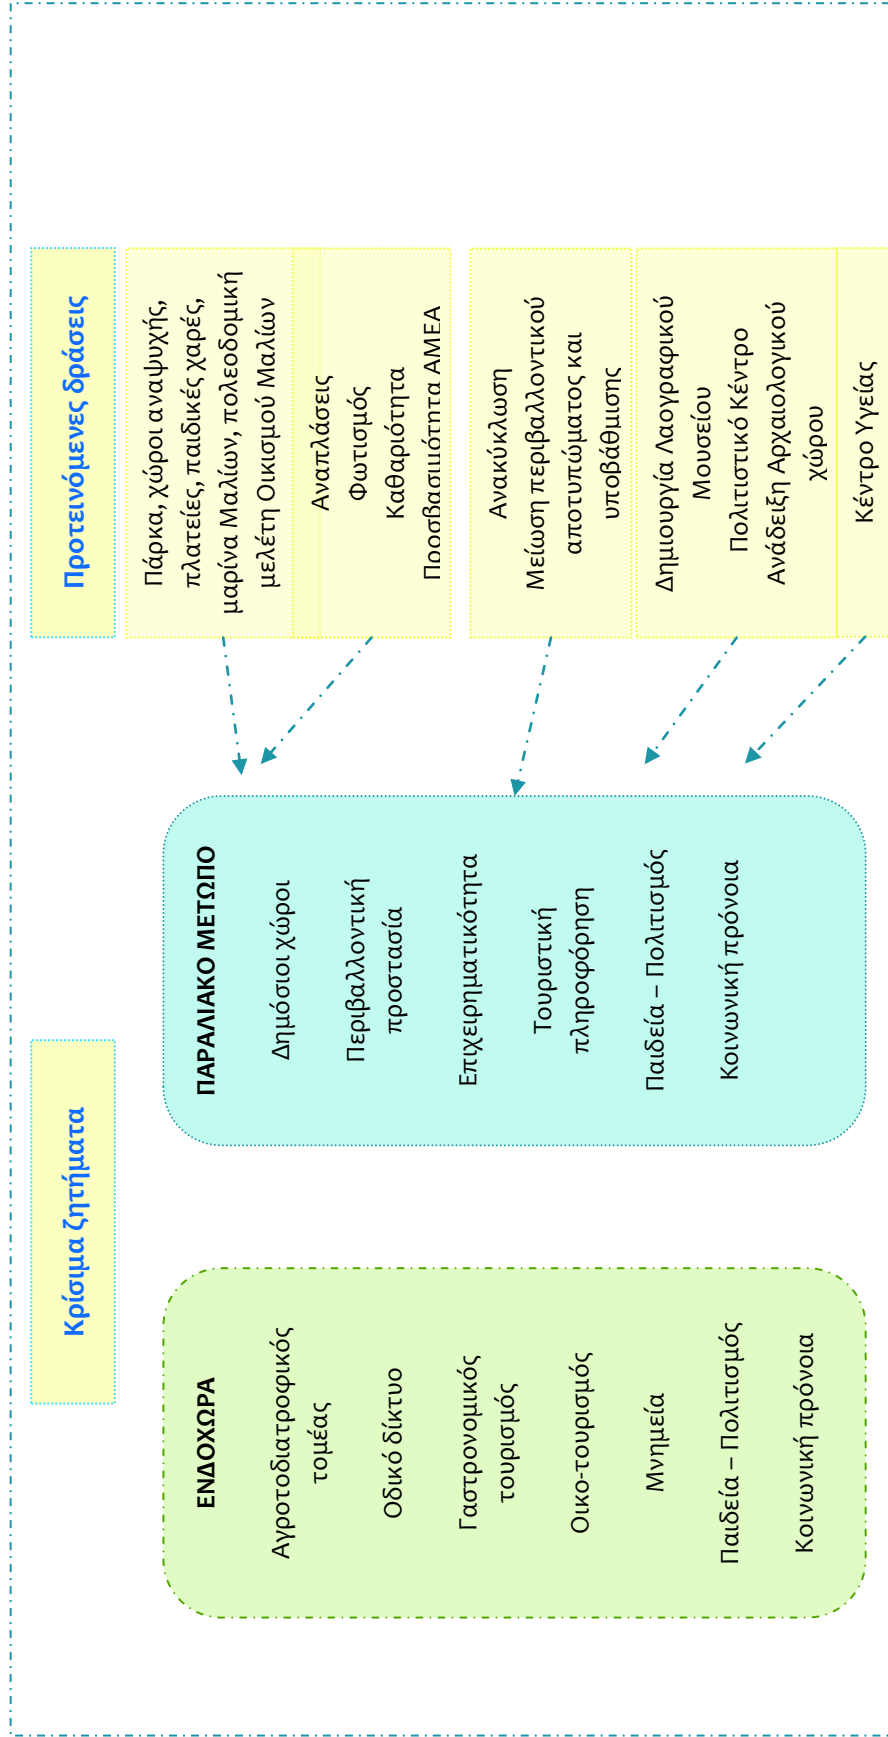 Κρίσιμα ζητήματα
Προτεινόμενες δράσεις
ΕΝΔΟΧΩΡΑ
Αγροτοδιατροφικός
τομέας
Οδικό δίκτυο
Γαστρονομικός
τουρισμός
Οικο-τουρισμός
Μνημεία
Παιδεία – Πολιτισμός
Κοινωνική πρόνοια
ΠΑΡΑΛΙΑΚΟ ΜΕΤΩΠΟ
Δημόσιοι χώροι
Περιβαλλοντική
προστασία
Επιχειρηματικότητα
Τουριστική
πληροφόρηση
Παιδεία – Πολιτισμός
Κοινωνική πρόνοια
Πάρκα, χώροι αναψυχής,
πλατείες, παιδικές χαρές,
μαρίνα Μαλίων, πολεοδομική
μελέτη Οικισμού Μαλίων
Αναπλάσεις
Φωτισμός
Καθαριότητα
Προσβασιμότητα ΑΜΕΑ
Ανακύκλωση
Μείωση περιβαλλοντικού
αποτυπώματος και
υποβάθμισης
Δημιουργία Λαογραφικού
Μουσείου
Πολιτιστικό Κέντρο
Ανάδειξη Αρχαιολογικού
χώρου
Κέντρο Υγείας